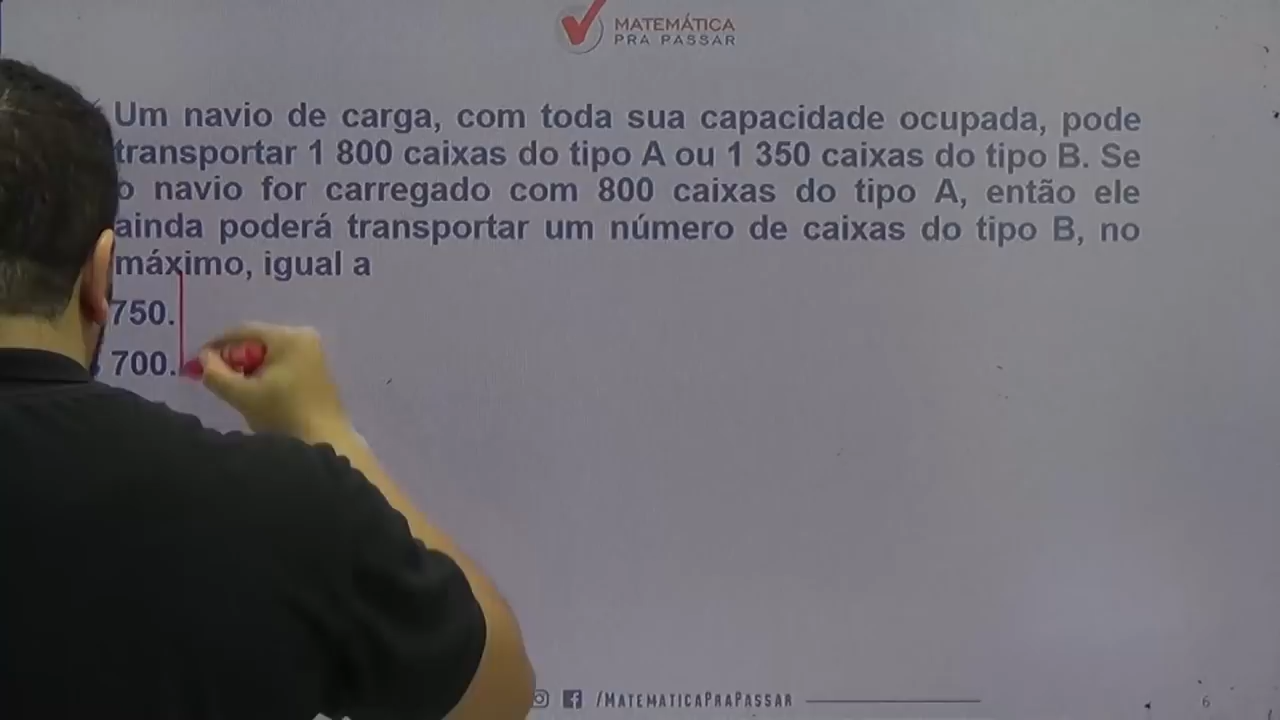 MATEMÁTICA
PRA PASSAR
Um navio de carga, com toda sua capacidade ocupada, pode
transportar 1 800 caixas do tipo A ou 1 350 caixas do tipo B. Se
o navio for carregado com 800 caixas do tipo A, então ele
ainda poderá transportar um número de caixas do tipo B, no
máximo, igual a
750.
700.
/MATEMATICAPRAPASSAR
6